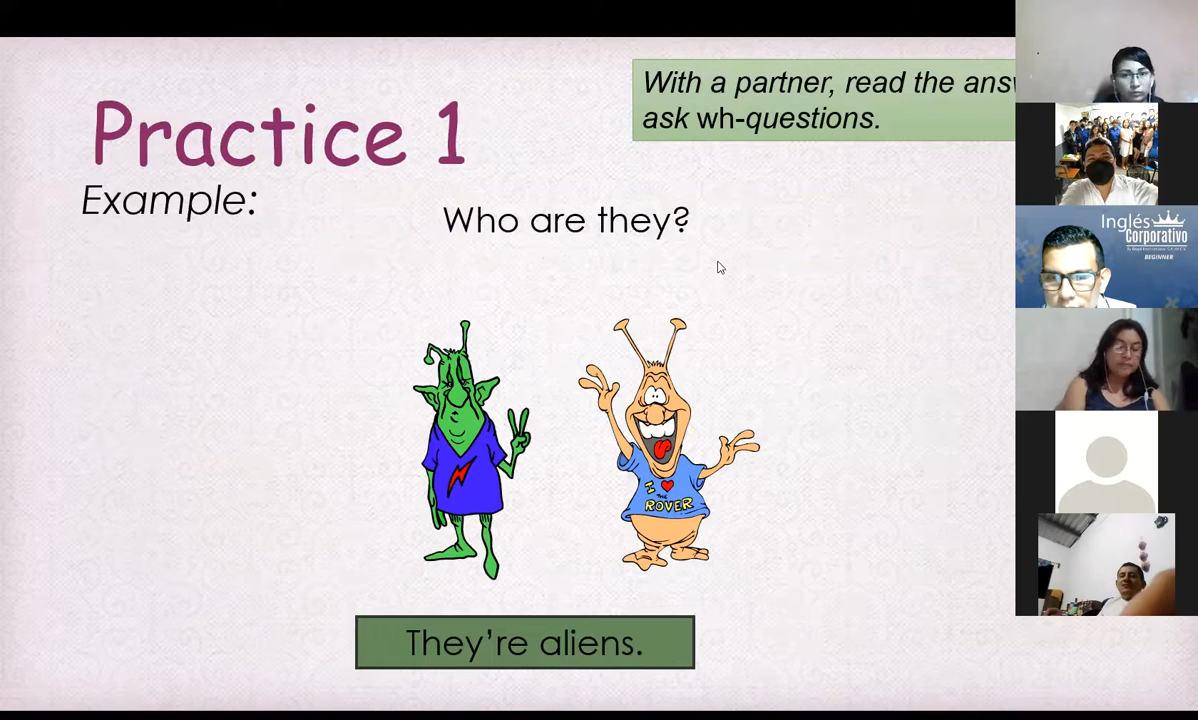 Practice 1
With a partner, read the
ask wh-questions.
Example:
Who are they?
I
THE
ROVER
They're aliens.
Inglés
Corporativo
BEGINNER